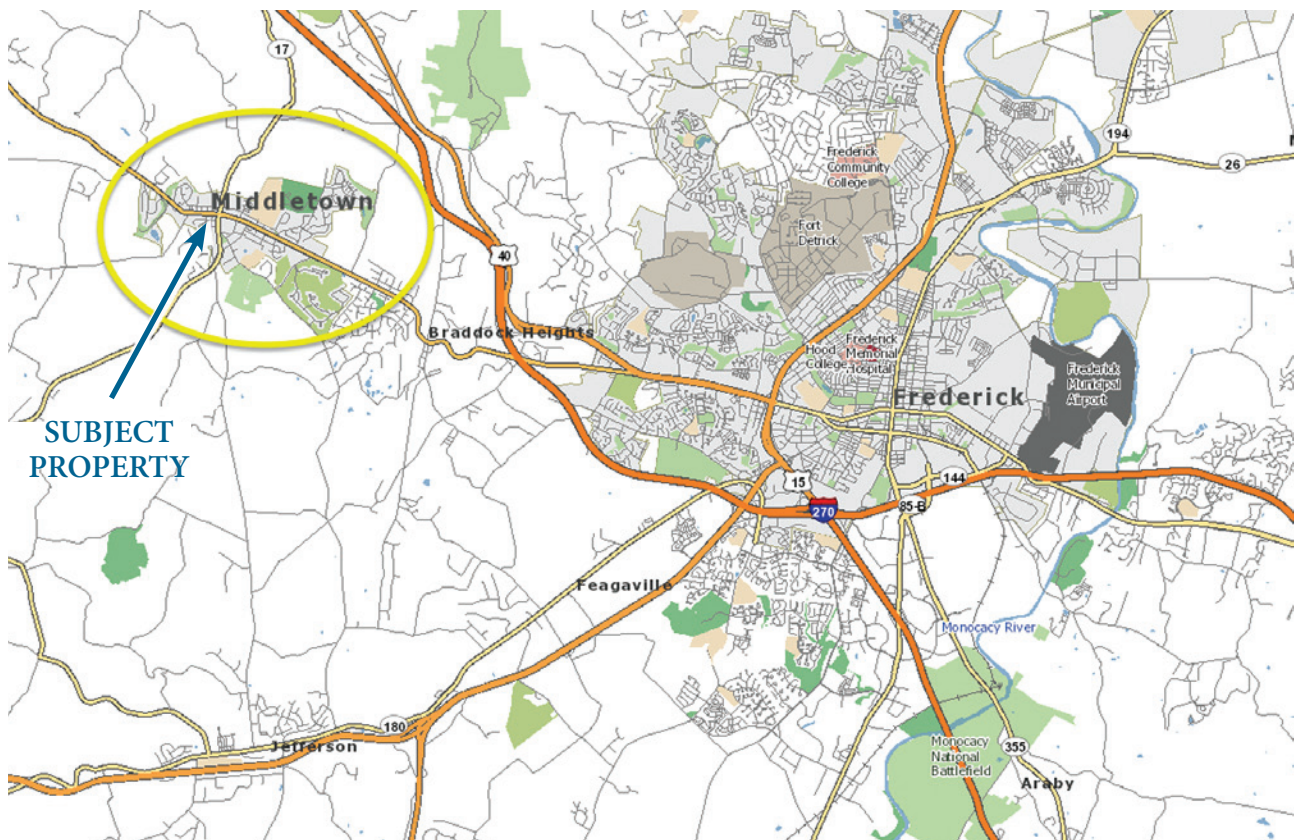 17
194
26
Frederick
Community
College
Middletown
Fort
Detrick
40
Braddock Heights
Hood
College
Frederick
Memorial
Hospital
Frederick
Frederick
Municipal
Airport
SUBJECT
PROPERTY
15
144
270
85-B
Feagaville
Monocacy River
180
Jefferson
Monocacy
National
Battlefield
355
Araby